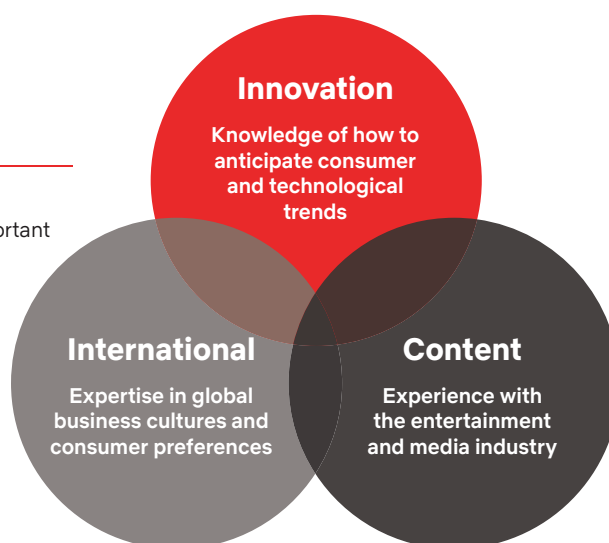 Innovation
Knowledge of how to
anticipate consumer
and technological
trends
International
Expertise in global
business cultures and
consumer preferences
Content
Experience with
the entertainment
and media industry